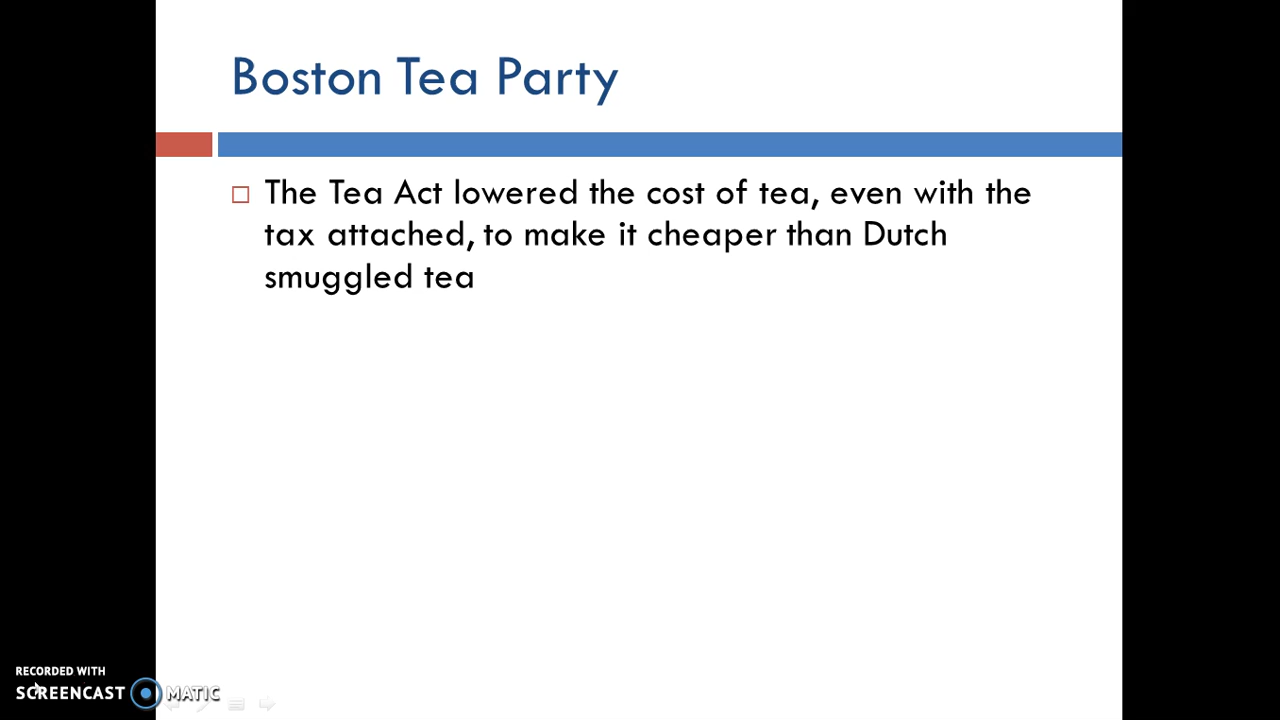 Boston Tea Party
The Tea Act lowered the cost of tea, even with the
tax attached, to make it cheaper than Dutch
smuggled tea
RECORDED WITH
SCREENCAST MATIC